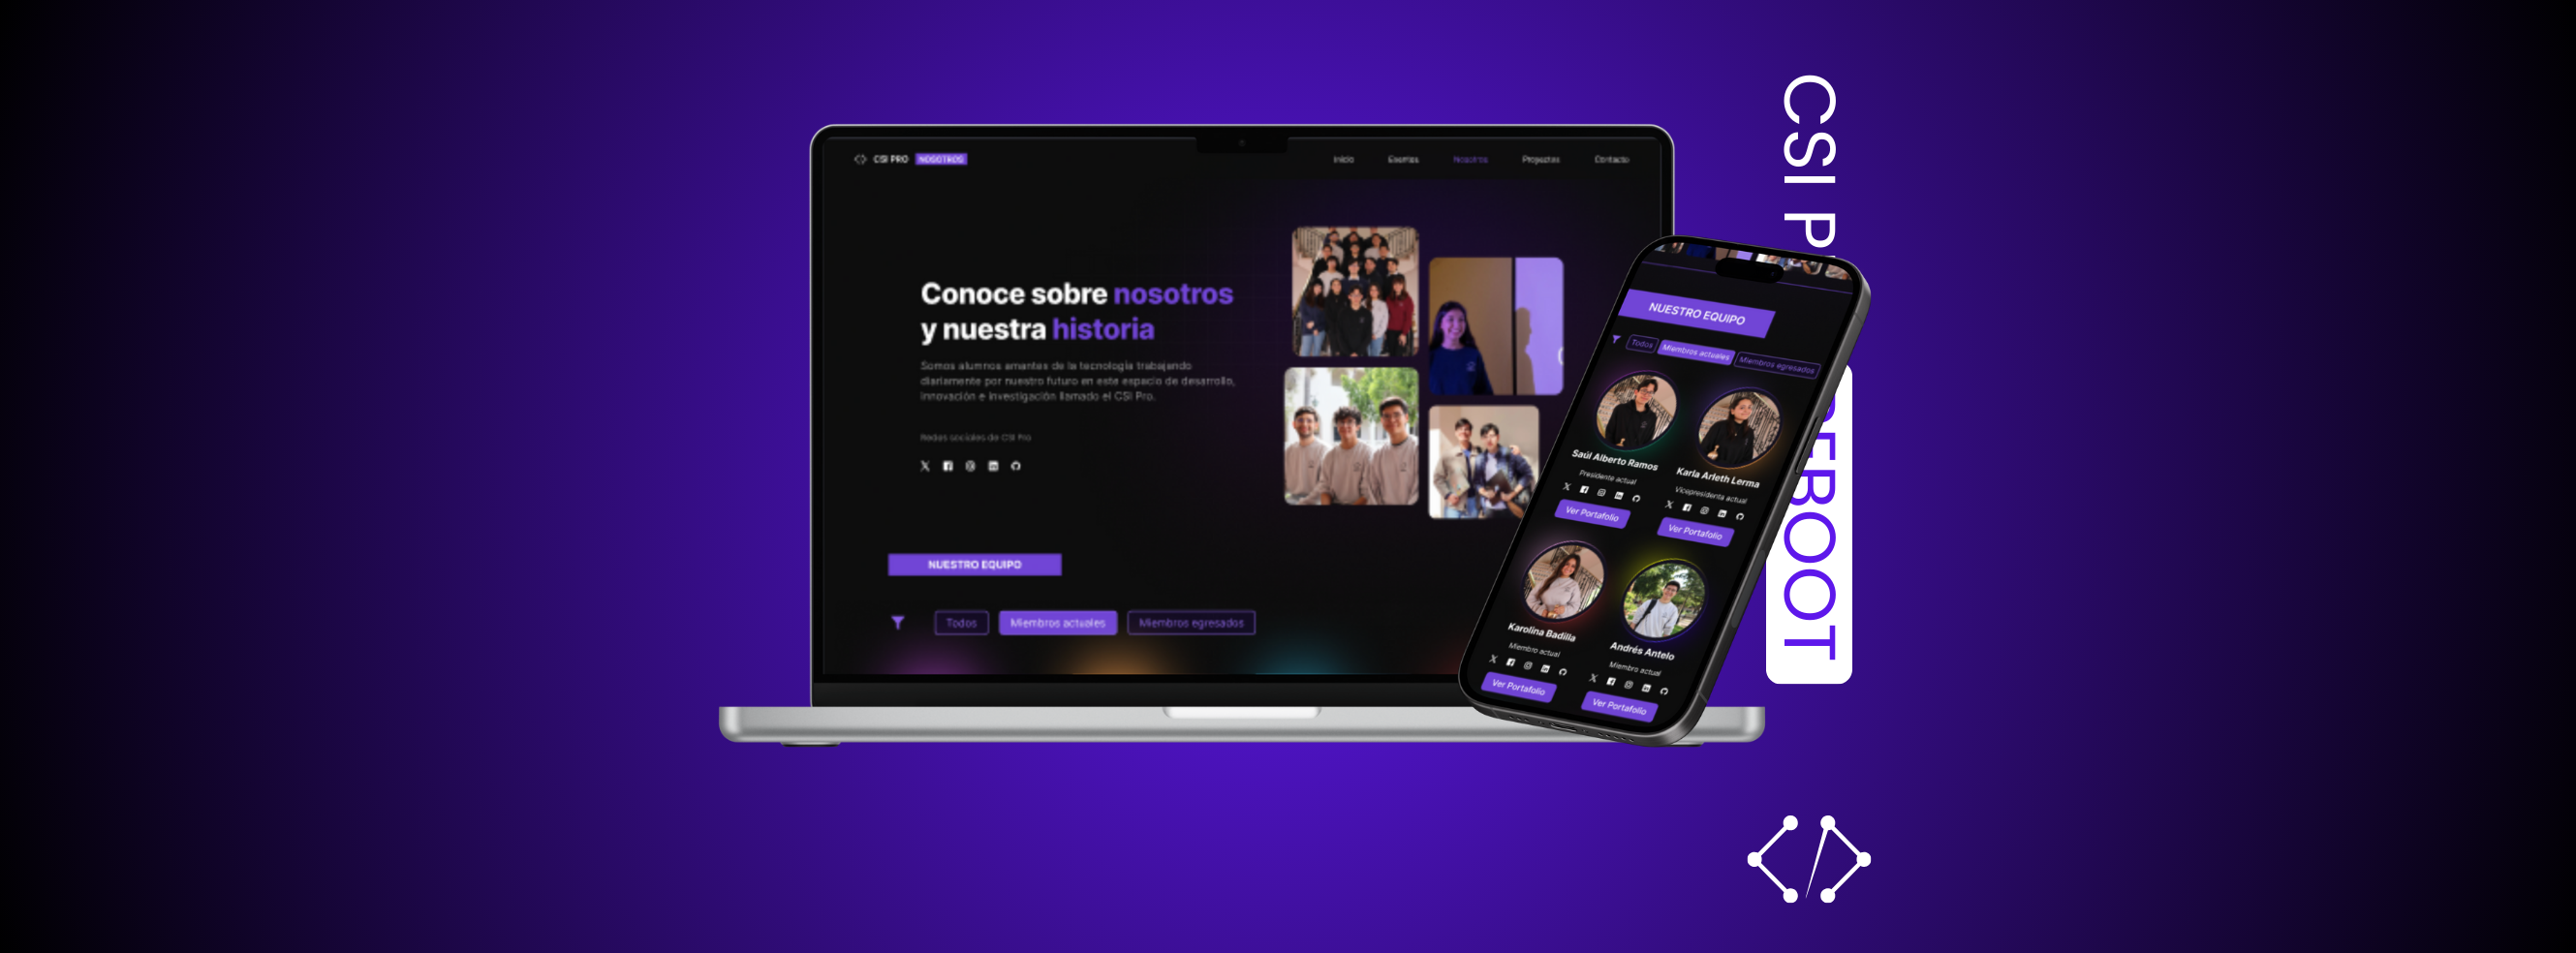 CSI PRO NOSOTROS
Inicio Eventos Nosotros Proyectos Contacto
Conoce sobre nosotros
y nuestra historia
Somos alumnos amantes de la tecnología trabajando
diariamente por nuestro futuro en este espacio de desarrollo,
innovación e investigación llamado el CSI Pro.
Redes sociales de CSI Pro
NUESTRO EQUIPO
Todos Miembros actuales Miembros egresados
NUESTRO EQUIPO
Todos Miembros actuales Miembros egresados
Saúl Alberto Ramos
Presidente actual
Ver Portafolio
Karla Arleth Lerma
Vicepresidenta actual
Ver Portafolio
Karolina Badilla
Miembro actual
Ver Portafolio
Andrés Antelo
Miembro actual
Ver Portafolio
CSI P
EBOOT